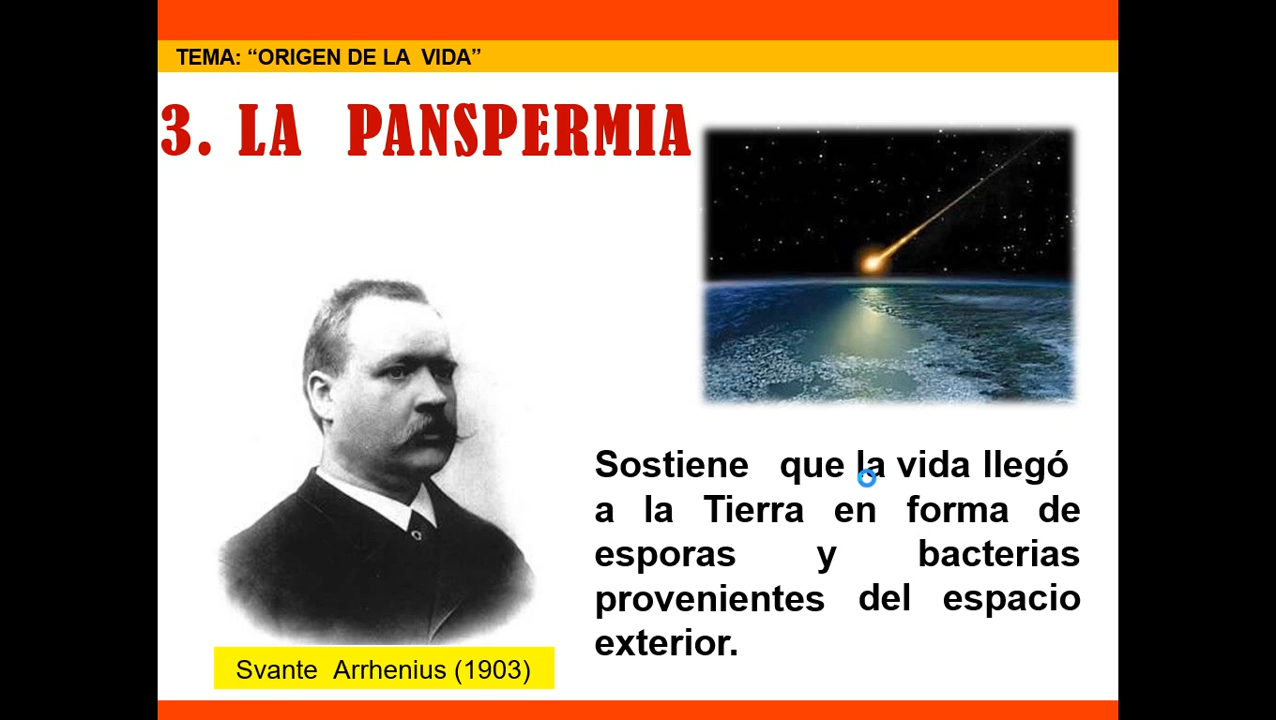 TEMA: “ORIGEN DE LA VIDA”
3. LA PANSPERMIA
Sostiene que la vida llegó
a la Tierra en forma de
esporas y bacterias
provenientes del espacio
exterior.
Svante Arrhenius (1903)